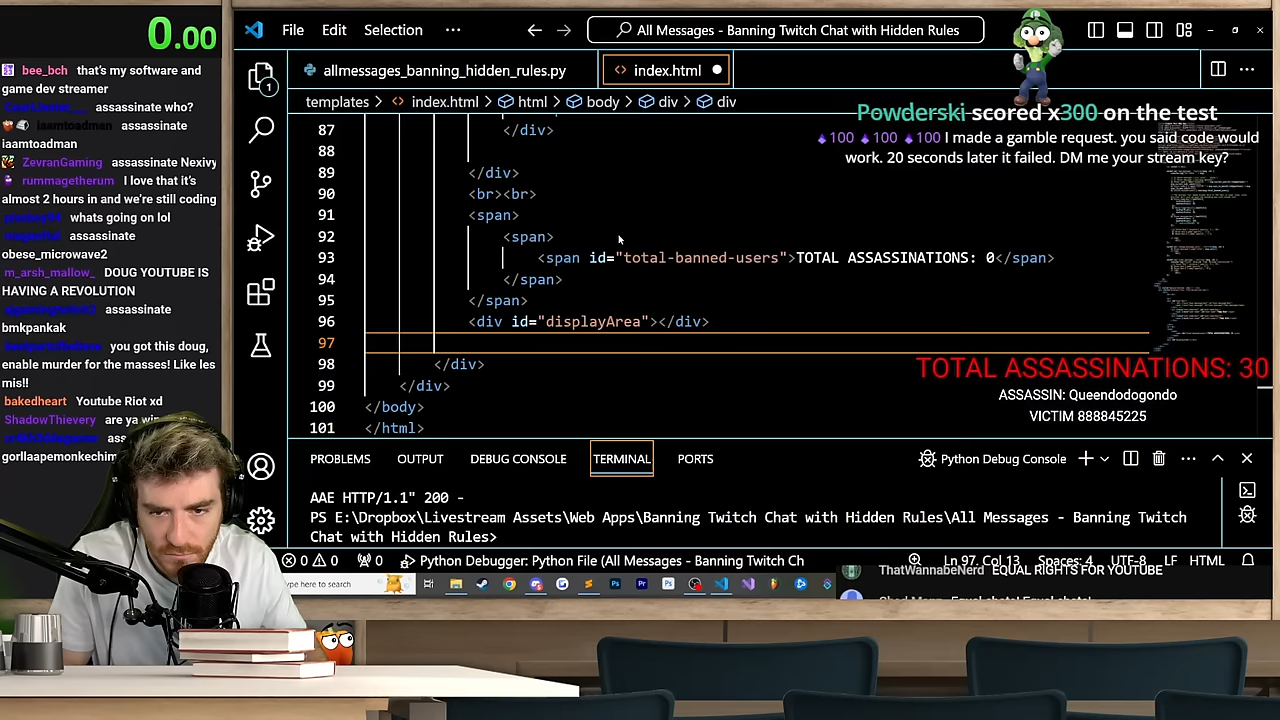 0.00
bee_bch that's my software and
game dev streamer
assassinate who?
iaamtoadman assassinate
iaamtoadman
ZevranGaming assassinate Nexivy
rummagetherum I love that it's
almost 2 hours in and we're still coding
whats going on lol
assassinate
obese_microwave2
m_arsh_mallow_ DOUG YOUTUBE IS
HAVING A REVOLUTION
assassinate
bmkpankak
you got this doug,
enable murder for the masses! Like les
mis!!
bakedheart Youtube Riot xd
ShadowThievery are ya
gorllaapemonkechim
File Edit Selection ···
All Messages - Banning Twitch Chat with Hidden Rules
allmessages_banning_hidden_rules.py
<> index.html
templates > <> index.html > html > body > div > div
1
Powderski scored x300 on the test
100 100 100 I made a gamble request. you said code would
work. 20 seconds later it failed. DM me your stream key?
87 </div>
88
89 </div>
90 <br><br>
91 <span>
92 <span>
93 <span id="total-banned-users">TOTAL ASSASSINATIONS: 0</span>
94 </span>
95 </span>
96 <div id="displayArea"></div>
97
98 </div>
99 </div>
100 </body>
101 </html>
TOTAL ASSASSINATIONS: 30
ASSASSIN: Queendodogondo
VICTIM 888845225
PROBLEMS OUTPUT DEBUG CONSOLE TERMINAL PORTS
Python Debug Console
AAE HTTP/1.1" 200 -
PS E:\Dropbox\Livestream Assets\Web Apps\Banning Twitch Chat with Hidden Rules\All Messages - Banning Twitch
Chat with Hidden Rules>
0 0 0 Python Debugger: Python File (All Messages - Banning Twitch Ch
Ln 97, Col 13 Spaces: 4 UTF-8 LF HTML
ype here to search
ThatWannabeNerd EQUAL RIGHTS FOR YOUTUBE